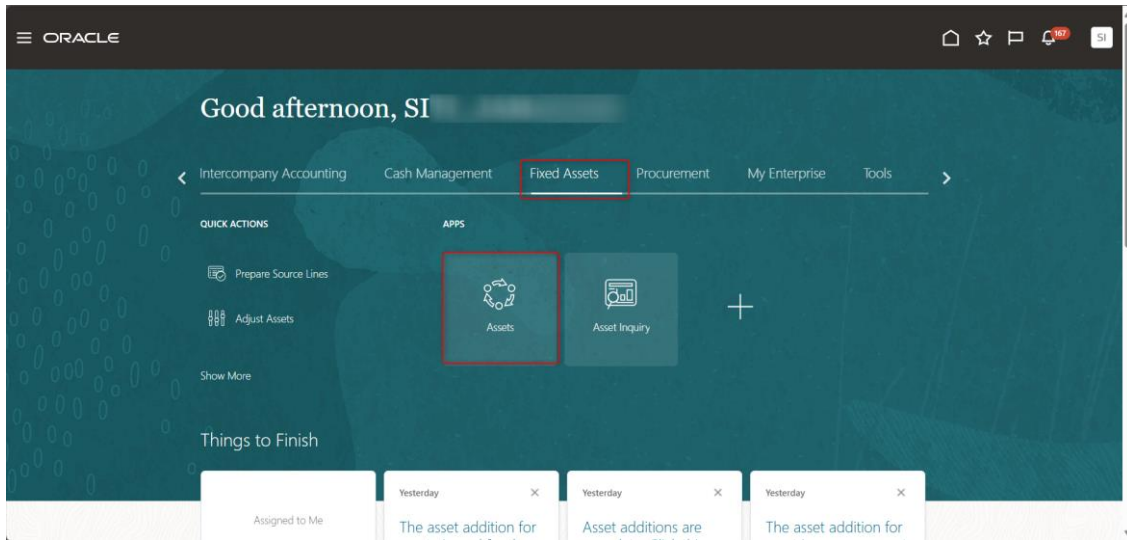 ORACLE
167
SI
Good afternoon, SI
Intercompany Accounting
Cash Management
Fixed Assets
Procurement
My Enterprise
Tools
QUICK ACTIONS
APPS
Prepare Source Lines
Adjust Assets
Show More
Assets
Asset Inquiry
Things to Finish
Assigned to Me
Yesterday
The asset addition for
Yesterday
Asset additions are
Yesterday
The asset addition for